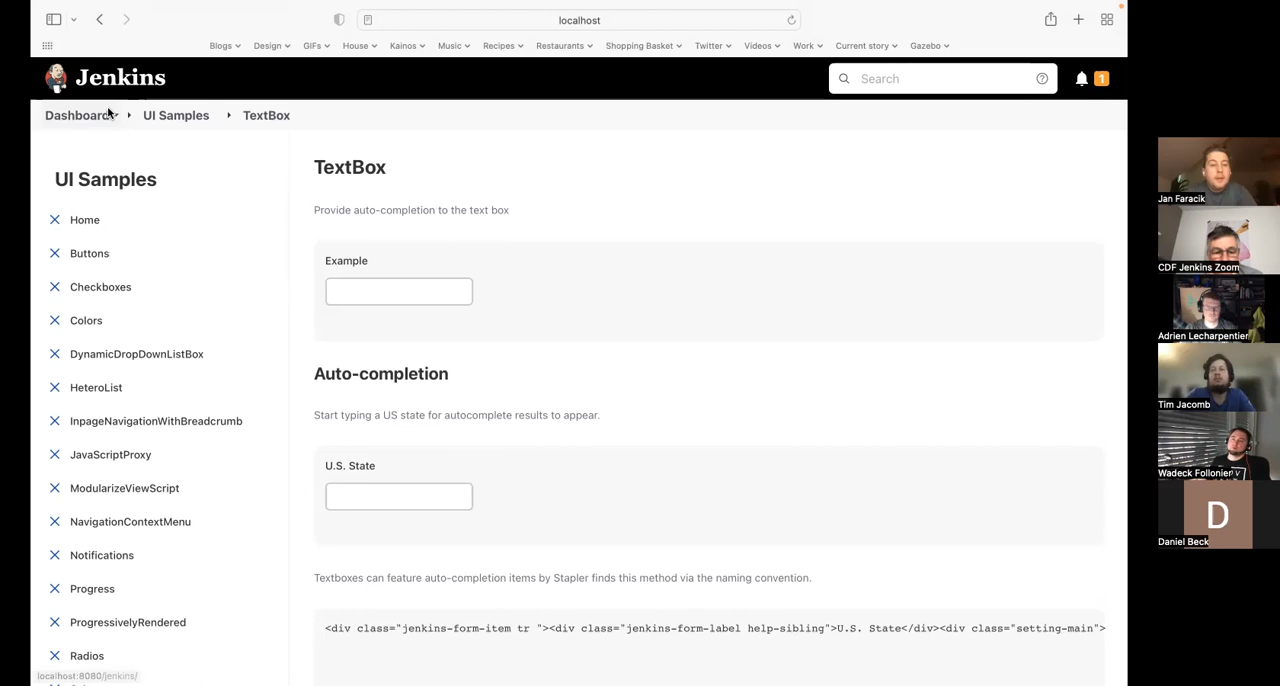 localhost
Blogs Design GIFs House Kainos Music Recipes Restaurants Shopping Basket Twitter Videos Work Current story Gazebo
Jenkins
Search
1
Dashboard UI Samples TextBox
UI Samples
Home
Buttons
Checkboxes
Colors
DynamicDropDownListBox
HeteroList
InpageNavigationWithBreadcrumb
JavaScriptProxy
ModularizeViewScript
NavigationContextMenu
Notifications
Progress
ProgressivelyRendered
Radios
localhost:8080/jenkins/
TextBox
Provide auto-completion to the text box
Example
Auto-completion
Start typing a US state for autocomplete results to appear.
U.S. State
Textboxes can feature auto-completion items by Stapler finds this method via the naming convention.
<div class="jenkins-form-item tr "><div class="jenkins-form-label help-sibling">U.S. State</div><div class="setting-main">
Jan Faracik
CDF Jenkins Zoom
Adrien Lecharpentier
Tim Jacomb
Wadeck Follonier
D
Daniel Beck